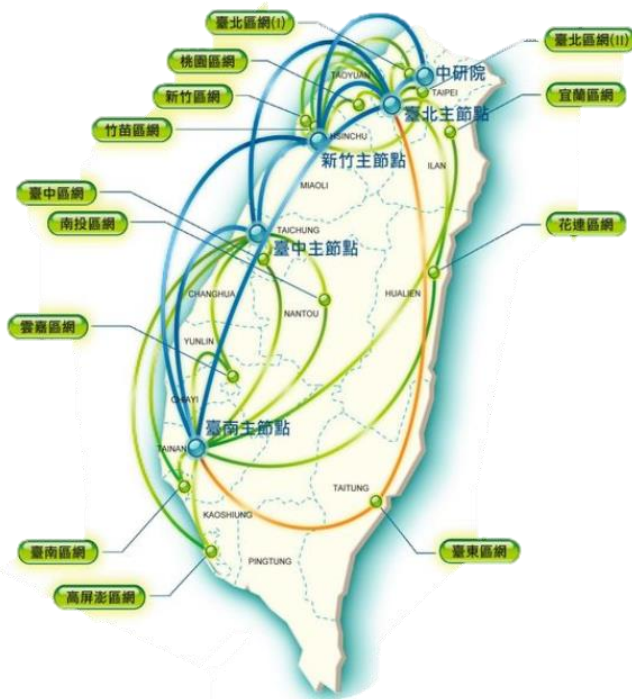 臺北區網(I)
臺北區網(II)
桃園區網
中研院
TAOYUAN
TAIPEI
新竹區網
宜蘭區網
臺北主節點
竹苗區網
HSINCHU
新竹主節點
ILAN
MIAOLI
臺中區網
南投區網
TAICHUNG
臺中主節點
花蓮區網
CHANGHUA
HUALIEN
NANTOU
雲嘉區網
YUNLIN
CHIAYI
臺南主節點
TAINAN
TAITUNG
KAOSHIUNG
臺南區網
臺東區網
PINGTUNG
高屏澎區網